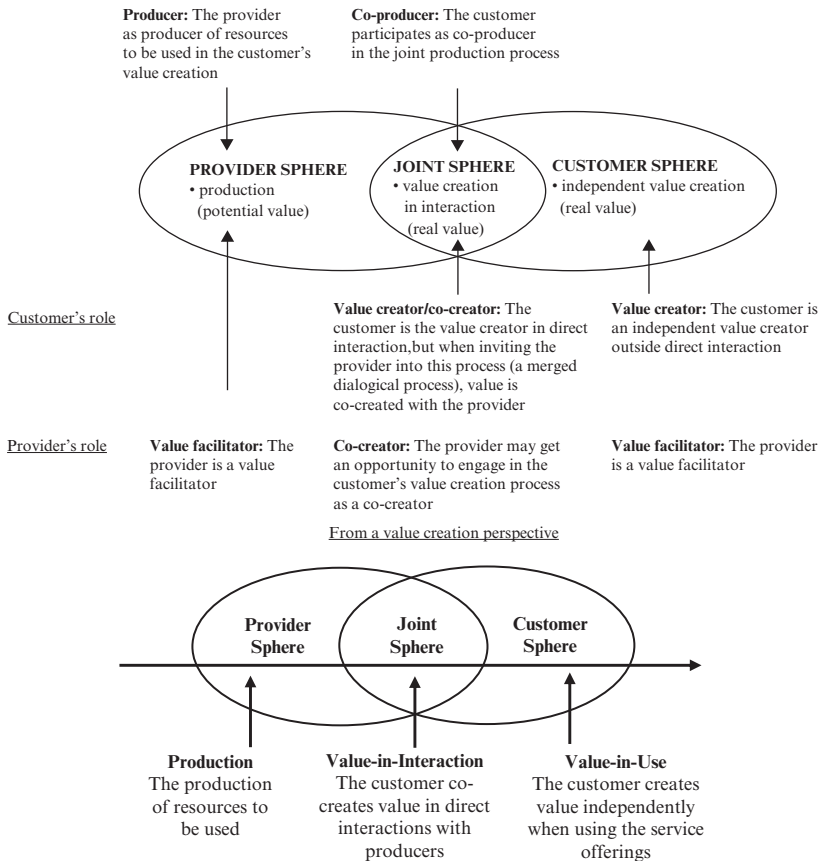 Producer: The provider
as producer of resources
to be used in the customer's
value creation
Co-producer: The customer
participates as co-producer
in the joint production process
PROVIDER SPHERE
• production
(potential value)
JOINT SPHERE
• value creation
in interaction
(real value)
CUSTOMER SPHERE
• independent value creation
(real value)
Customer's role
Value creator/co-creator: The
customer is the value creator in direct
interaction,but when inviting the
provider into this process (a merged
dialogical process), value is
co-created with the provider
Value creator: The customer is
an independent value creator
outside direct interaction
Provider's role
Value facilitator: The
provider is a value
facilitator
Co-creator: The provider may get
an opportunity to engage in the
customer's value creation process
as a co-creator
Value facilitator: The provider
is a value facilitator
From a value creation perspective
Provider
Sphere
Joint
Sphere
Customer
Sphere
Production
The production
of resources to
be used
Value-in-Interaction
The customer co-
creates value in direct
interactions with
producers
Value-in-Use
The customer creates
value independently
when using the service
offerings